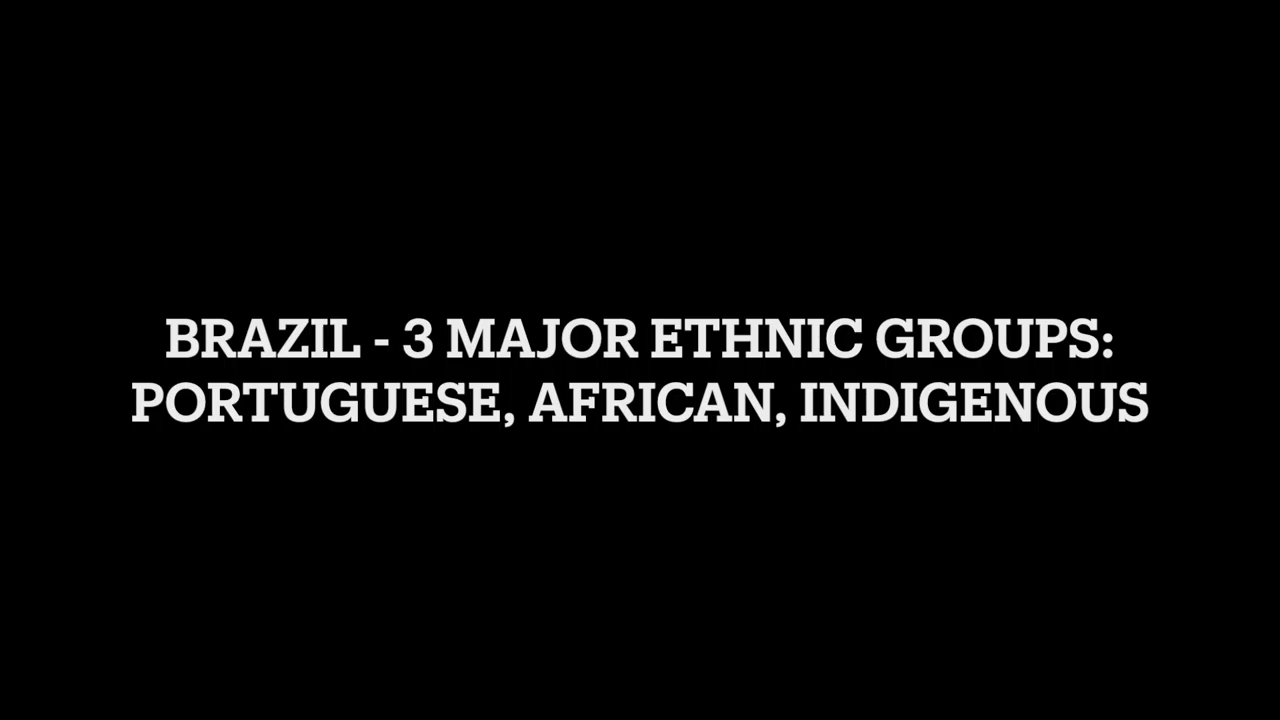 BRAZIL - 3 MAJOR ETHNIC GROUPS:
PORTUGUESE, AFRICAN, INDIGENOUS